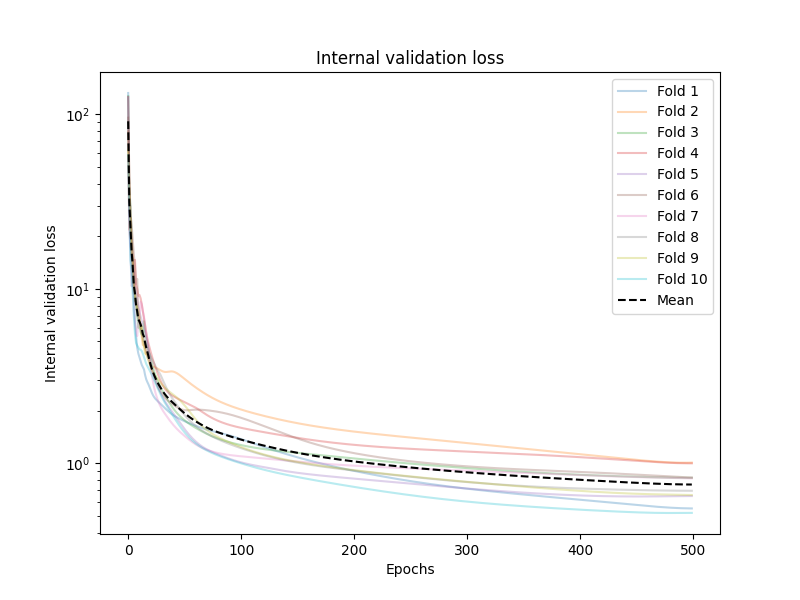 Internal validation loss
Internal validation loss
10²
10¹
10⁰
0 100 200 300 400 500
Epochs
Fold 1
Fold 2
Fold 3
Fold 4
Fold 5
Fold 6
Fold 7
Fold 8
Fold 9
Fold 10
Mean